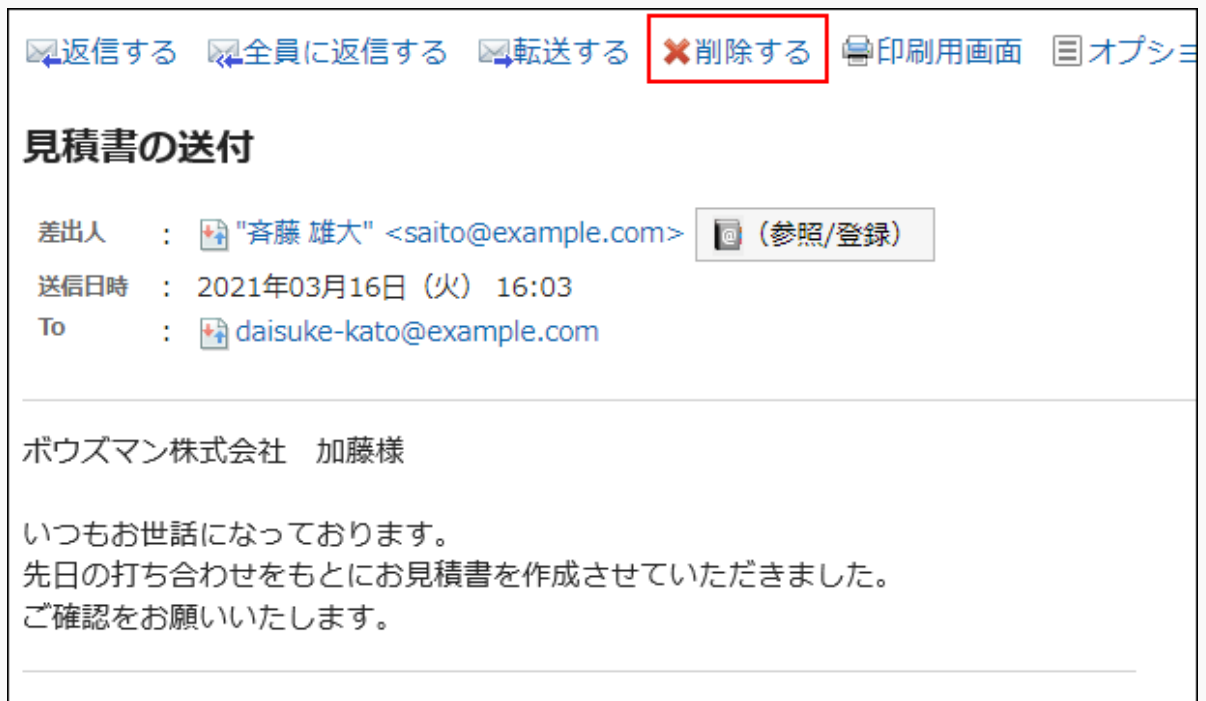 返信する 全員に返信する 転送する 削除する 印刷用画面 オプショ
見積書の送付
差出人 : "斉藤 雄大" <saito@example.com> (参照/登録)
送信日時 : 2021年03月16日（火） 16:03
To : daisuke-kato@example.com
ボウズマン株式会社　加藤様
いつもお世話になっております。
先日の打ち合わせをもとにお見積書を作成させていただきました。
ご確認をお願いいたします。